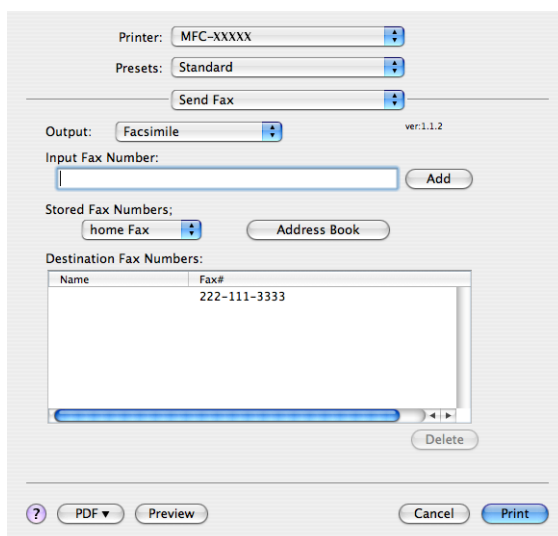 Printer: MFC-XXXXX
Presets: Standard
Send Fax
Output: Facsimile ver:1.1.2
Input Fax Number:
Add
Stored Fax Numbers;
home Fax Address Book
Destination Fax Numbers:
Name Fax#
222-111-3333
Delete
? PDF ▼ Preview Cancel Print